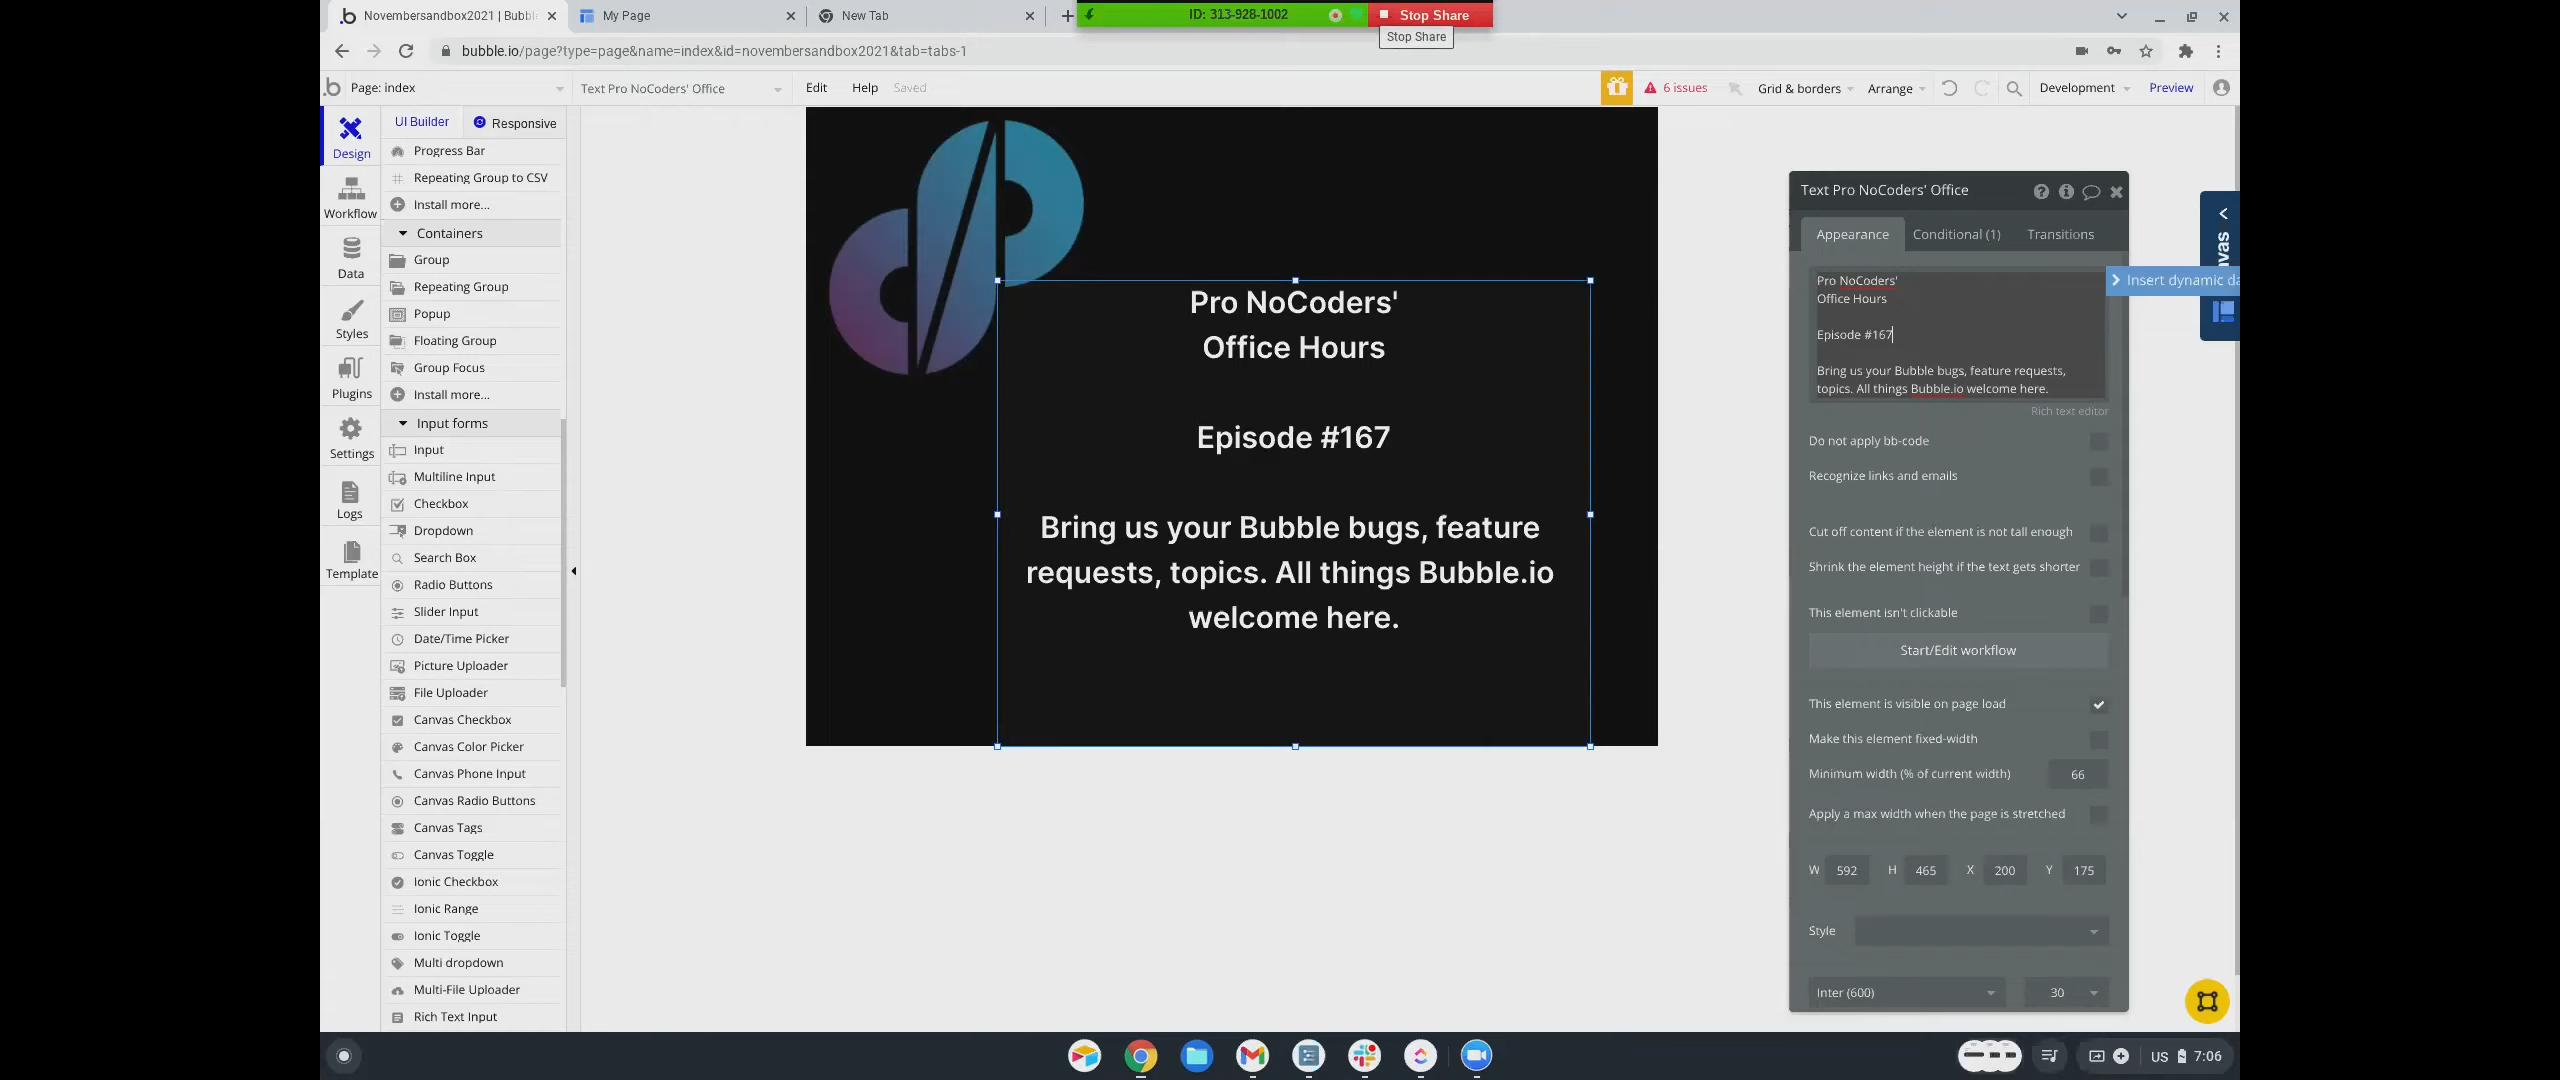 Novembersandbox2021 | Bubbl
My Page
New Tab
ID: 313-928-1002
Stop Share
Stop Share
bubble.io/page?type=page&name=index&id=novembersandbox2021&tab=tabs-1
Page: index
Text Pro NoCoders' Office
Edit
Help
Saved
6 issues
Grid & borders
Arrange
Development
Preview
Design
Workflow
Data
Styles
Plugins
Settings
Logs
Template
UI Builder
Responsive
Progress Bar
Repeating Group to CSV
Install more...
Containers
Group
Repeating Group
Popup
Floating Group
Group Focus
Install more...
Input forms
Input
Multiline Input
Checkbox
Dropdown
Search Box
Radio Buttons
Slider Input
Date/Time Picker
Picture Uploader
File Uploader
Canvas Checkbox
Canvas Color Picker
Canvas Phone Input
Canvas Radio Buttons
Canvas Tags
Canvas Toggle
Ionic Checkbox
Ionic Range
Ionic Toggle
Multi dropdown
Multi-File Uploader
Rich Text Input
Pro NoCoders'
Office Hours
Episode #167
Bring us your Bubble bugs, feature
requests, topics. All things Bubble.io
welcome here.
Text Pro NoCoders' Office
Appearance
Conditional (1)
Transitions
Pro NoCoders'
Office Hours
Episode #167
Bring us your Bubble bugs, feature requests,
topics. All things Bubble.io welcome here.
Insert dynamic da
vas
Rich text editor
Do not apply bb-code
Recognize links and emails
Cut off content if the element is not tall enough
Shrink the element height if the text gets shorter
This element isn't clickable
Start/Edit workflow
This element is visible on page load
Make this element fixed-width
Minimum width (% of current width)
66
Apply a max width when the page is stretched
W 592 H 465 X 200 Y 175
Style
Inter (600)
30
US
7:06